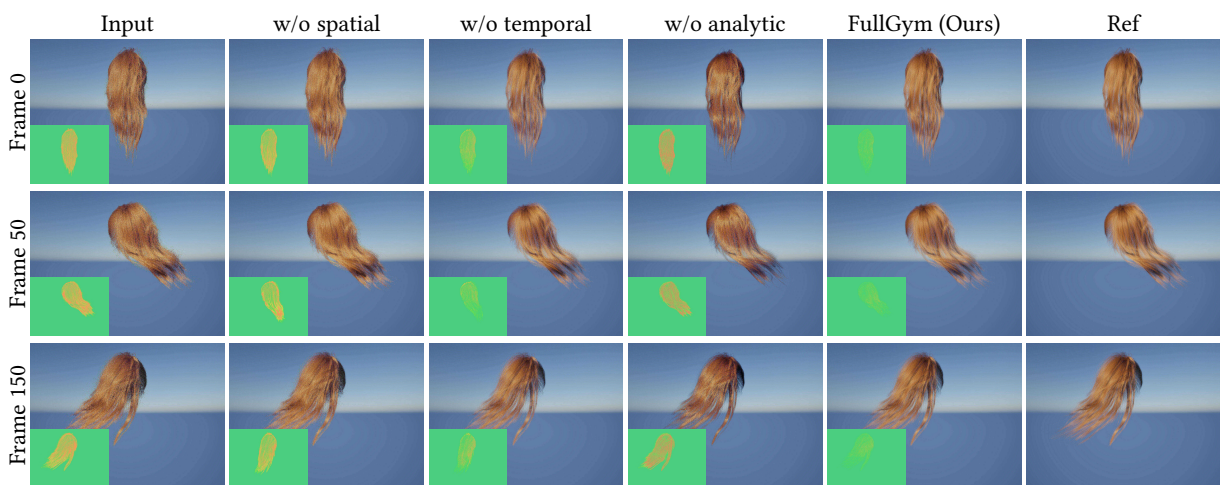 Input w/o spatial w/o temporal w/o analytic FullGym (Ours) Ref
Frame 0
Frame 50
Frame 150